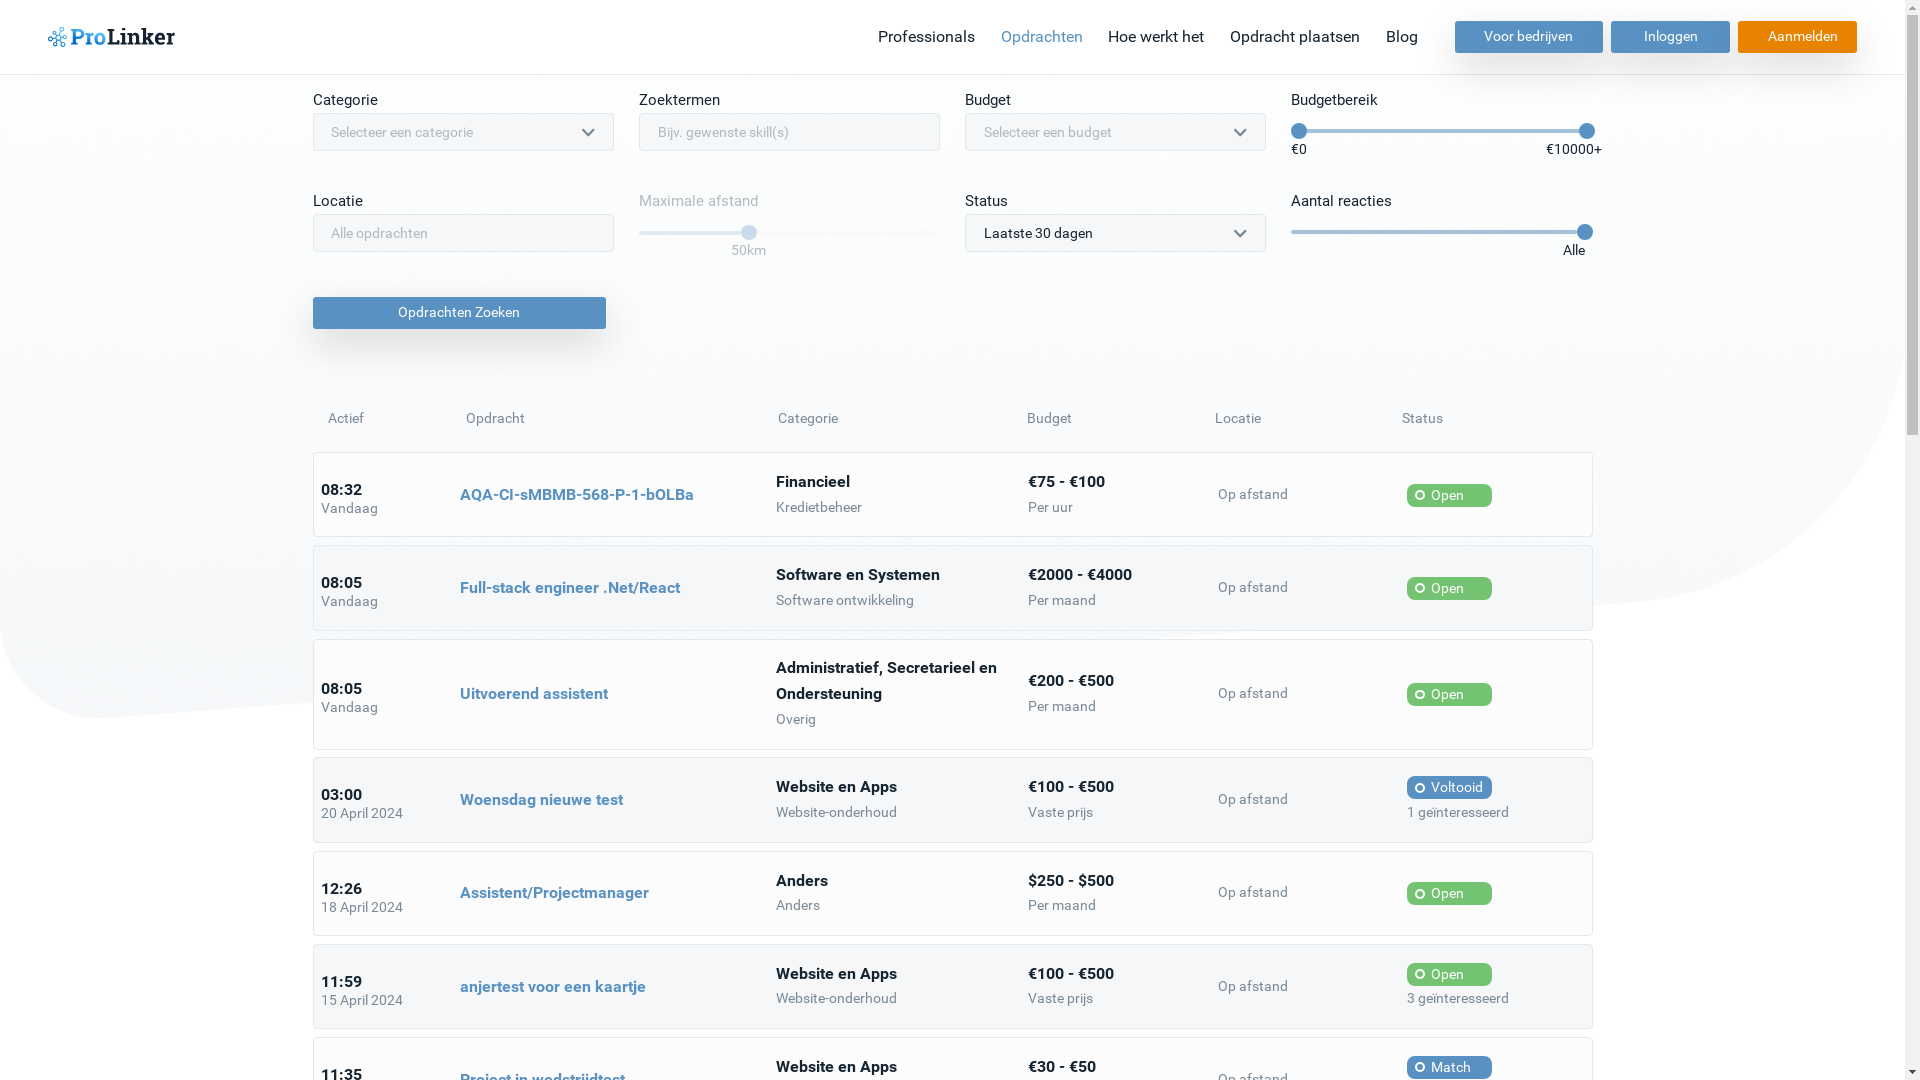 ProLinker
Professionals
Opdrachten
Hoe werkt het
Opdracht plaatsen
Blog
Voor bedrijven
Inloggen
Aanmelden
Categorie
Zoektermen
Budget
Budgetbereik
Selecteer een categorie
Bijv. gewenste skill(s)
Selecteer een budget
€0
€10000+
Locatie
Maximale afstand
Status
Aantal reacties
Alle opdrachten
50km
Laatste 30 dagen
Alle
Opdrachten Zoeken
Actief
Opdracht
Categorie
Budget
Locatie
Status
08:32
Vandaag
AQA-CI-sMBMB-568-P-1-bOLBa
Financieel
Kredietbeheer
€75 - €100
Per uur
Op afstand
Open
08:05
Vandaag
Full-stack engineer .Net/React
Software en Systemen
Software ontwikkeling
€2000 - €4000
Per maand
Op afstand
Open
08:05
Vandaag
Uitvoerend assistent
Administratief, Secretarieel en
Ondersteuning
Overig
€200 - €500
Per maand
Op afstand
Open
03:00
20 April 2024
Woensdag nieuwe test
Website en Apps
Website-onderhoud
€100 - €500
Vaste prijs
Op afstand
Voltooid
1 geïnteresseerd
12:26
18 April 2024
Assistent/Projectmanager
Anders
Anders
$250 - $500
Per maand
Op afstand
Open
11:59
15 April 2024
anjertest voor een kaartje
Website en Apps
Website-onderhoud
€100 - €500
Vaste prijs
Op afstand
Open
3 geïnteresseerd
11:35
Project in wedstrijdtest
Website en Apps
€30 - €50
Op afstand
Match